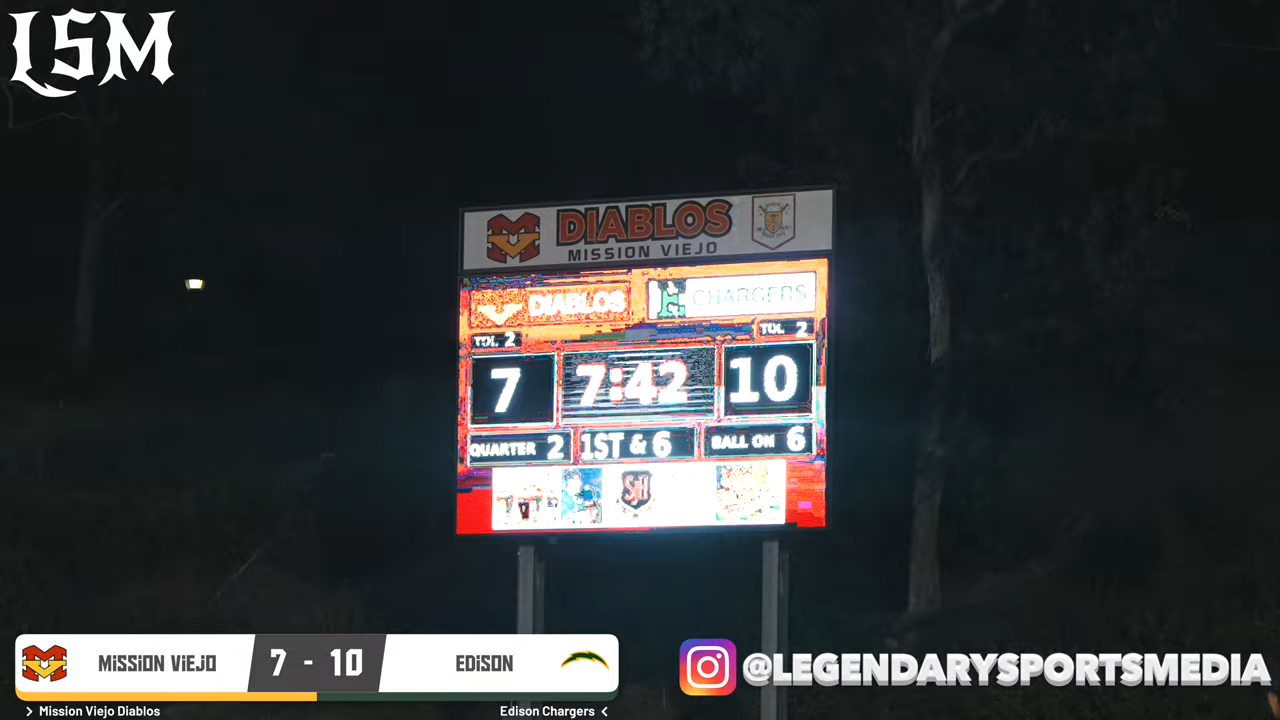 LSM
DIABLOS
MISSION VIEJO
DIABLOS
CHARGERS
TOL 2
TOL 2
7
7:42
10
QUARTER 2
1ST & 6
BALL ON 6
SJH
MISSION VIEJO
7 - 10
EDISON
@LEGENDARYSPORTSMEDIA
> Mission Viejo Diablos
Edison Chargers <